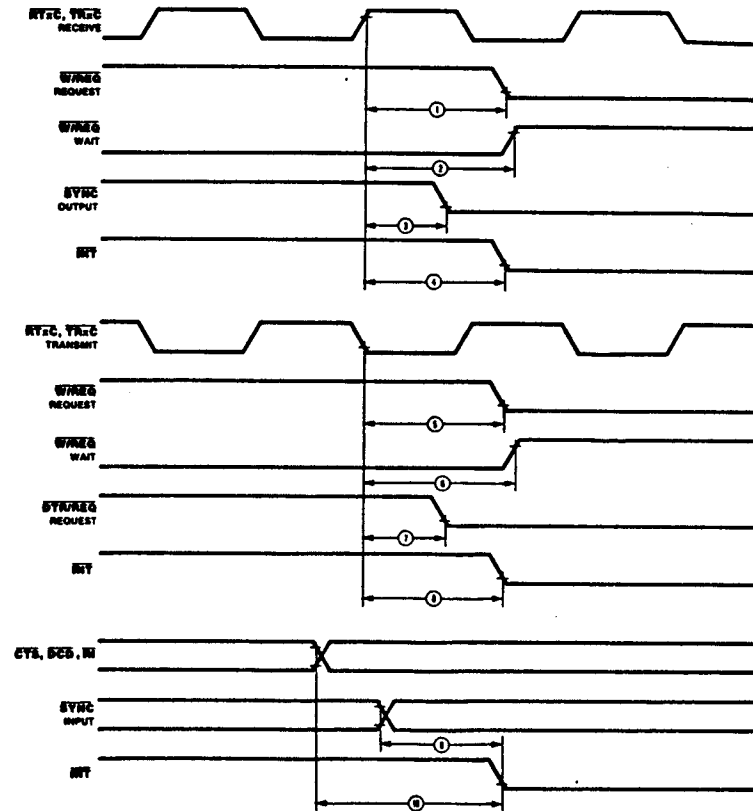 RTxC, TRxC
RECEIVE
W/REQ
REQUEST
1
W/REQ
WAIT
2
SYNC
OUTPUT
3
INT
4
RTxC, TRxC
TRANSMIT
W/REQ
REQUEST
5
W/REQ
WAIT
6
DTR/REQ
REQUEST
7
INT
8
CTS, DCD, RI
SYNC
INPUT
9
INT
10